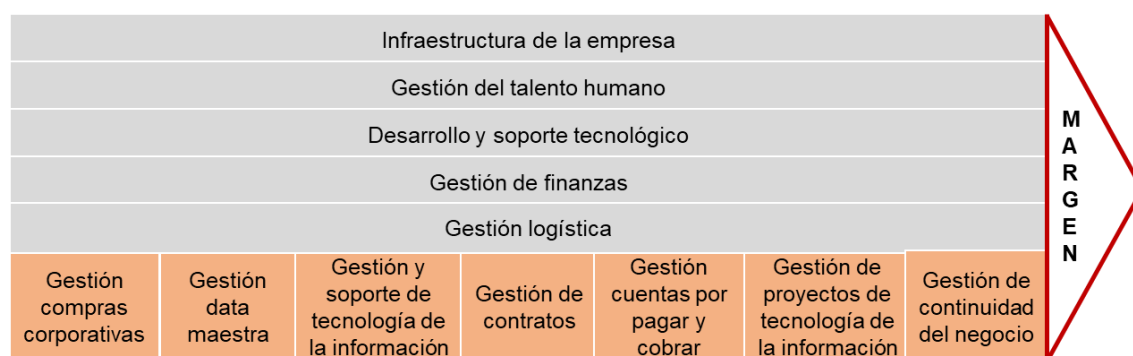 Infraestructura de la empresa
Gestión del talento humano
Desarrollo y soporte tecnológico
Gestión de finanzas
Gestión logística
Gestión
compras
corporativas
Gestión
data
maestra
Gestión y
soporte de
tecnología de
la información
Gestión de
contratos
Gestión
cuentas por
pagar y
cobrar
Gestión de
proyectos de
tecnología de
la información
Gestión de
continuidad
del negocio
M
A
R
G
E
N